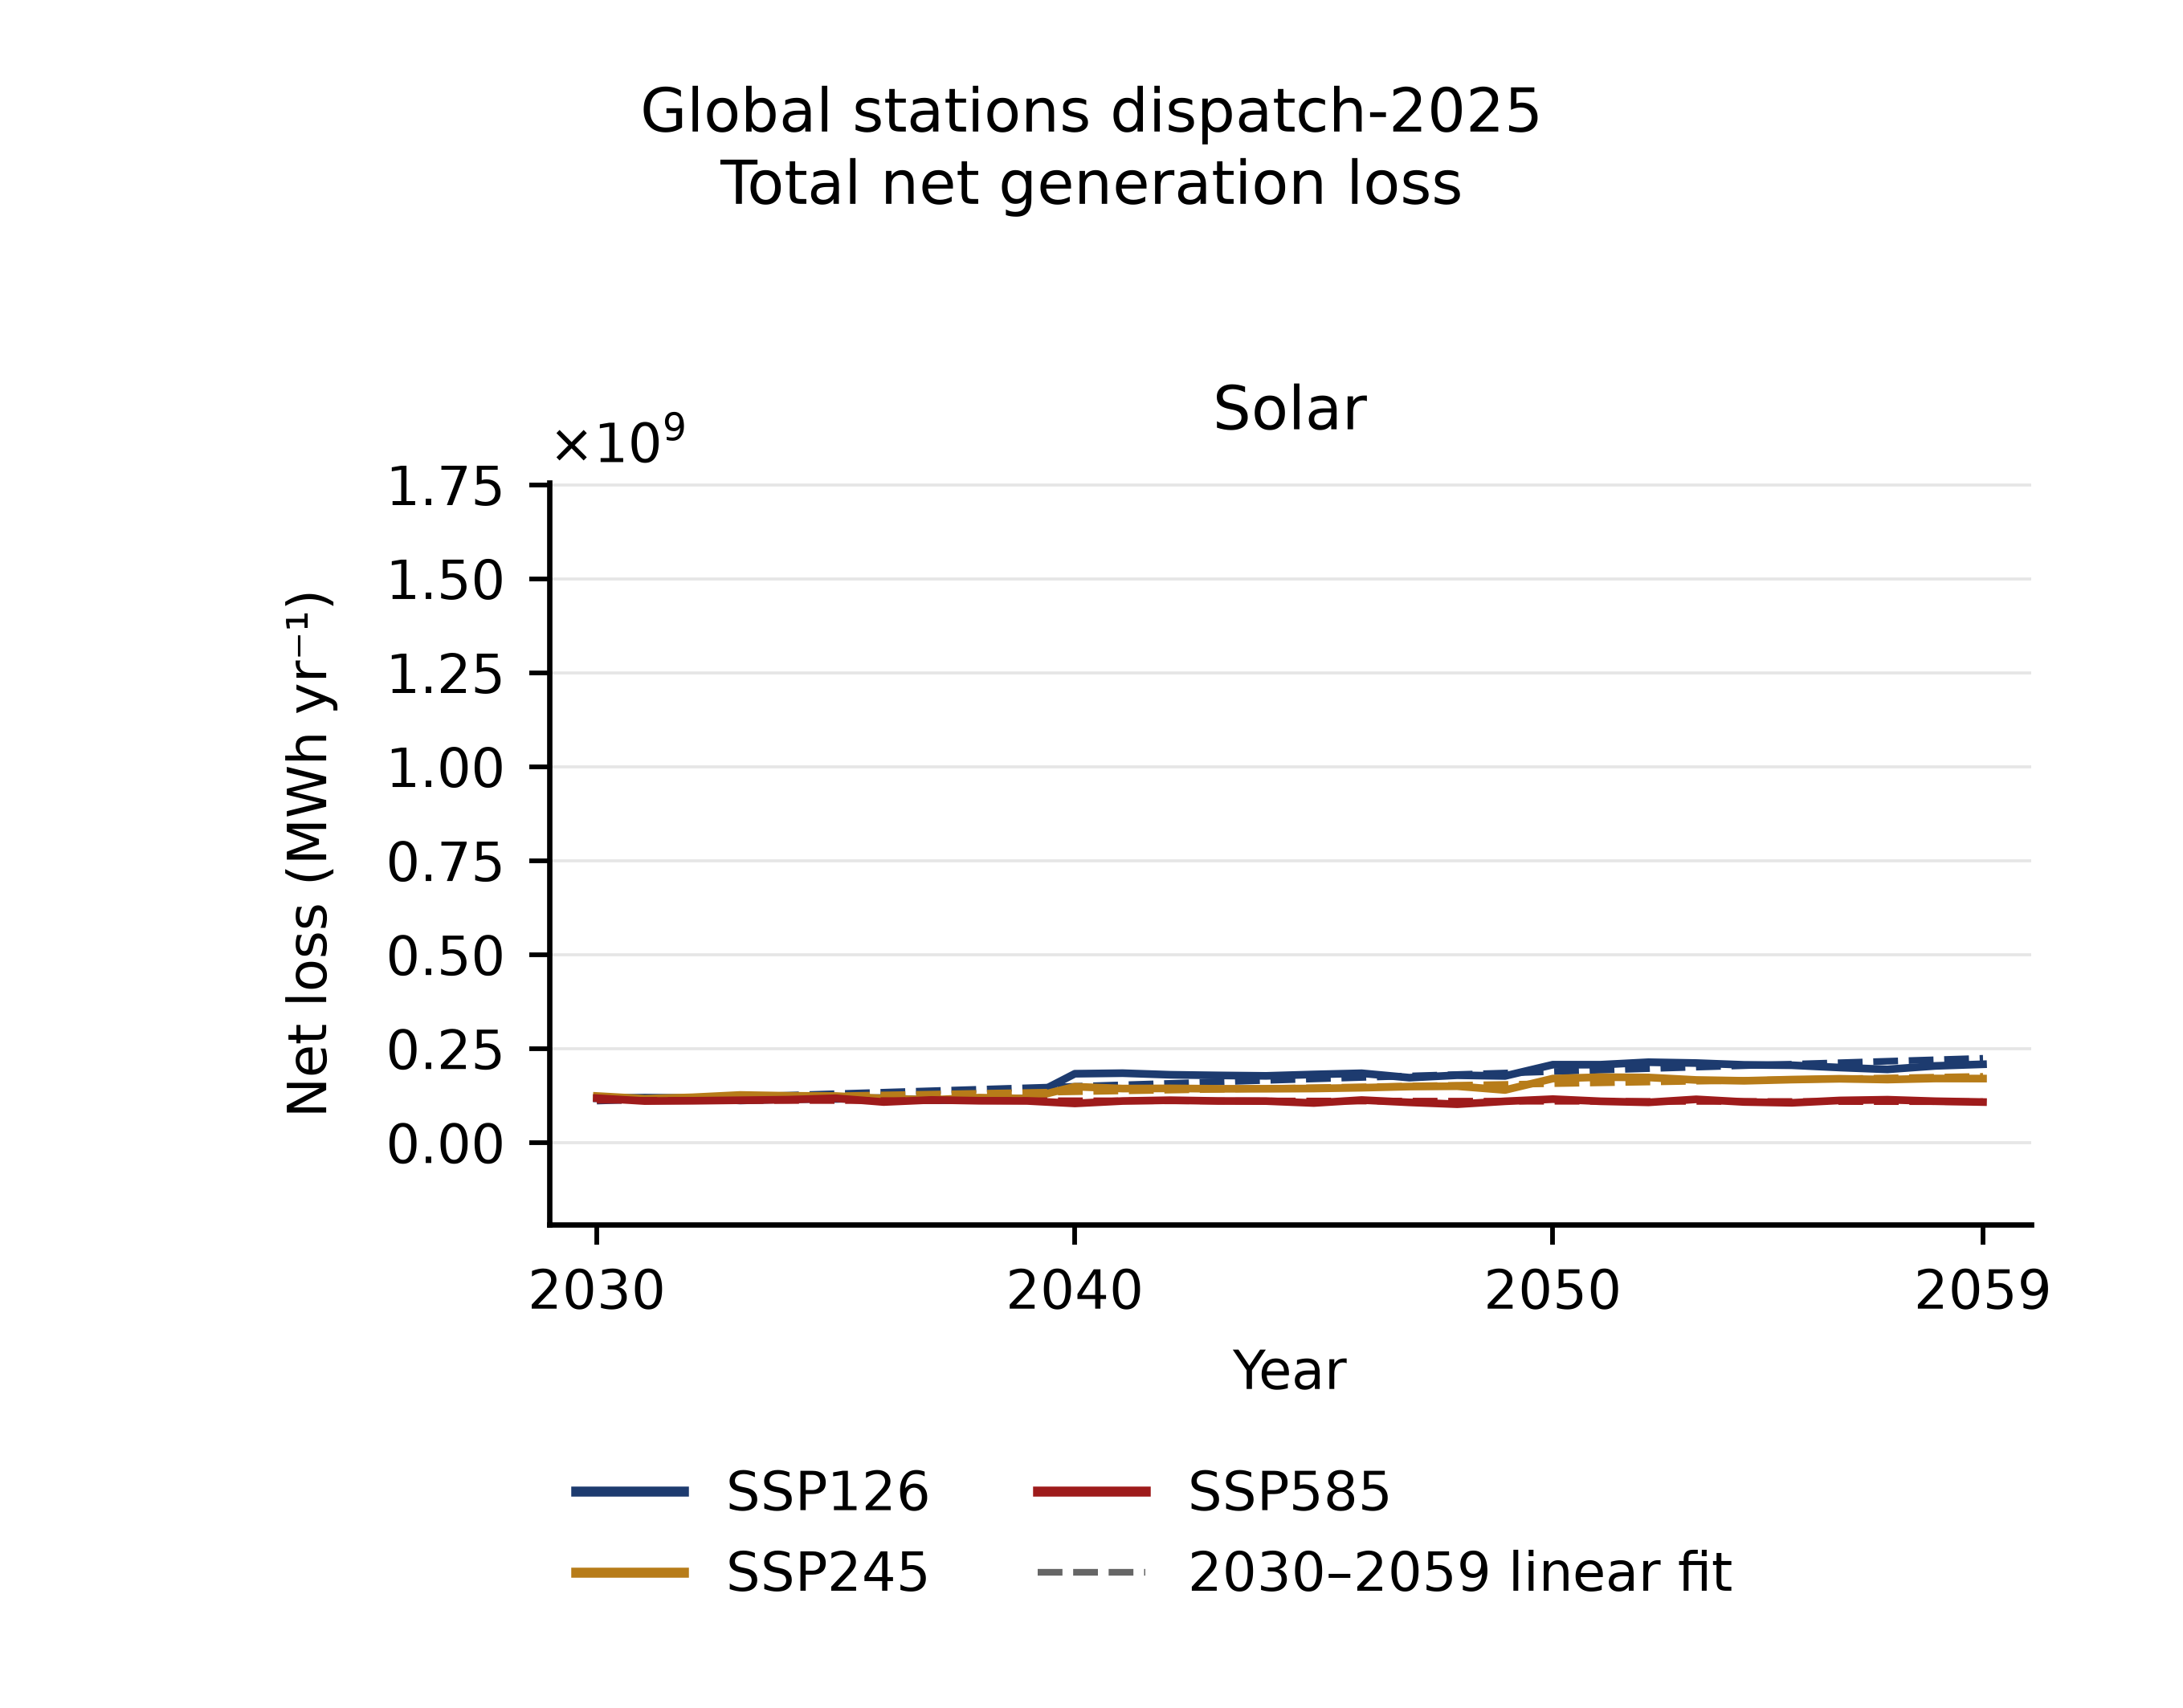 Global stations dispatch-2025
Total net generation loss
Solar
×10⁹
1.75
1.50
1.25
1.00
0.75
0.50
0.25
0.00
Net loss (MWh yr⁻¹)
2030 2040 2050 2059
Year
SSP126 SSP585
SSP245 2030–2059 linear fit